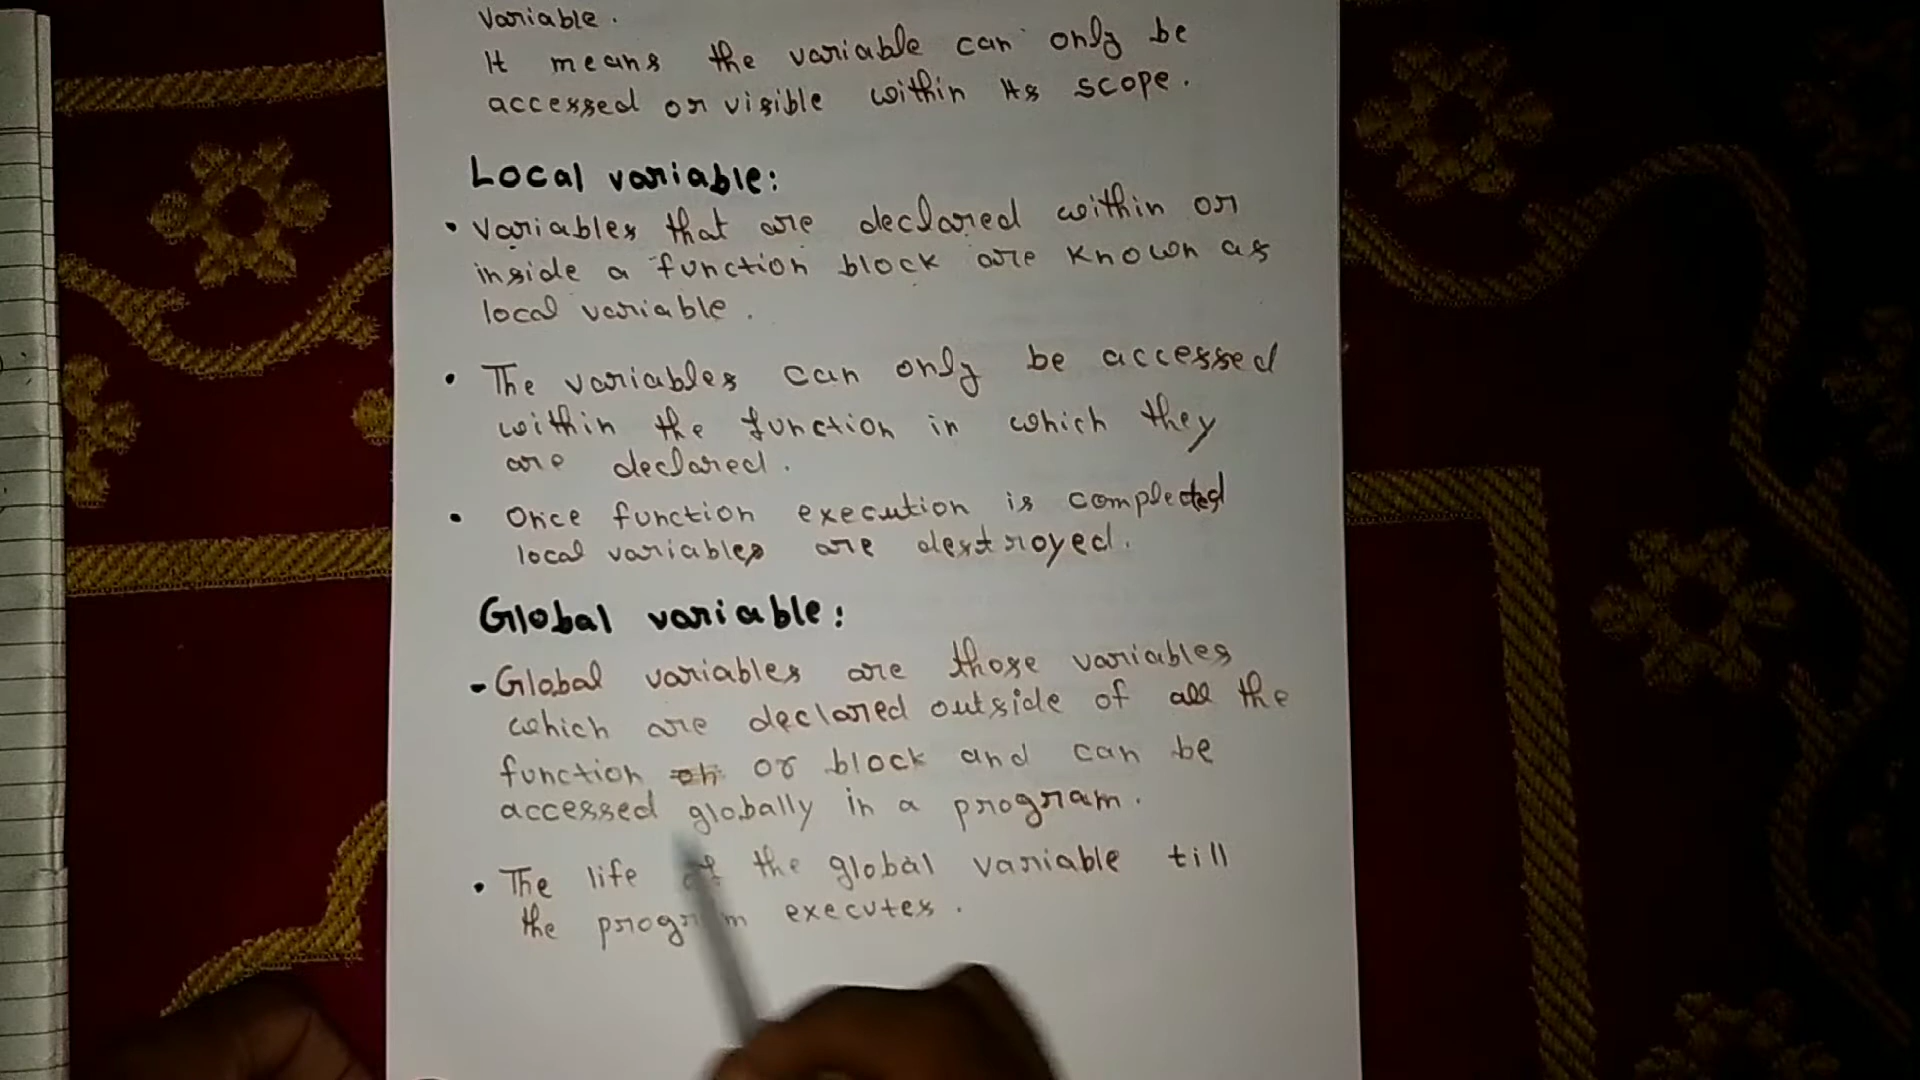 variable.
It means the variable can only be
accessed or visible within its scope.
Local variable:
• variables that are declared within or
inside a function block are known as
local variable.
• The variables can only be accessed
within the function in which they
are declared.
• Once function execution is completed
local variables are destroyed.
Global variable:
- Global variables are those variables
which are declared outside of all the
function or block and can be
accessed globally in a program.
• The life of the global variable till
the program executes.